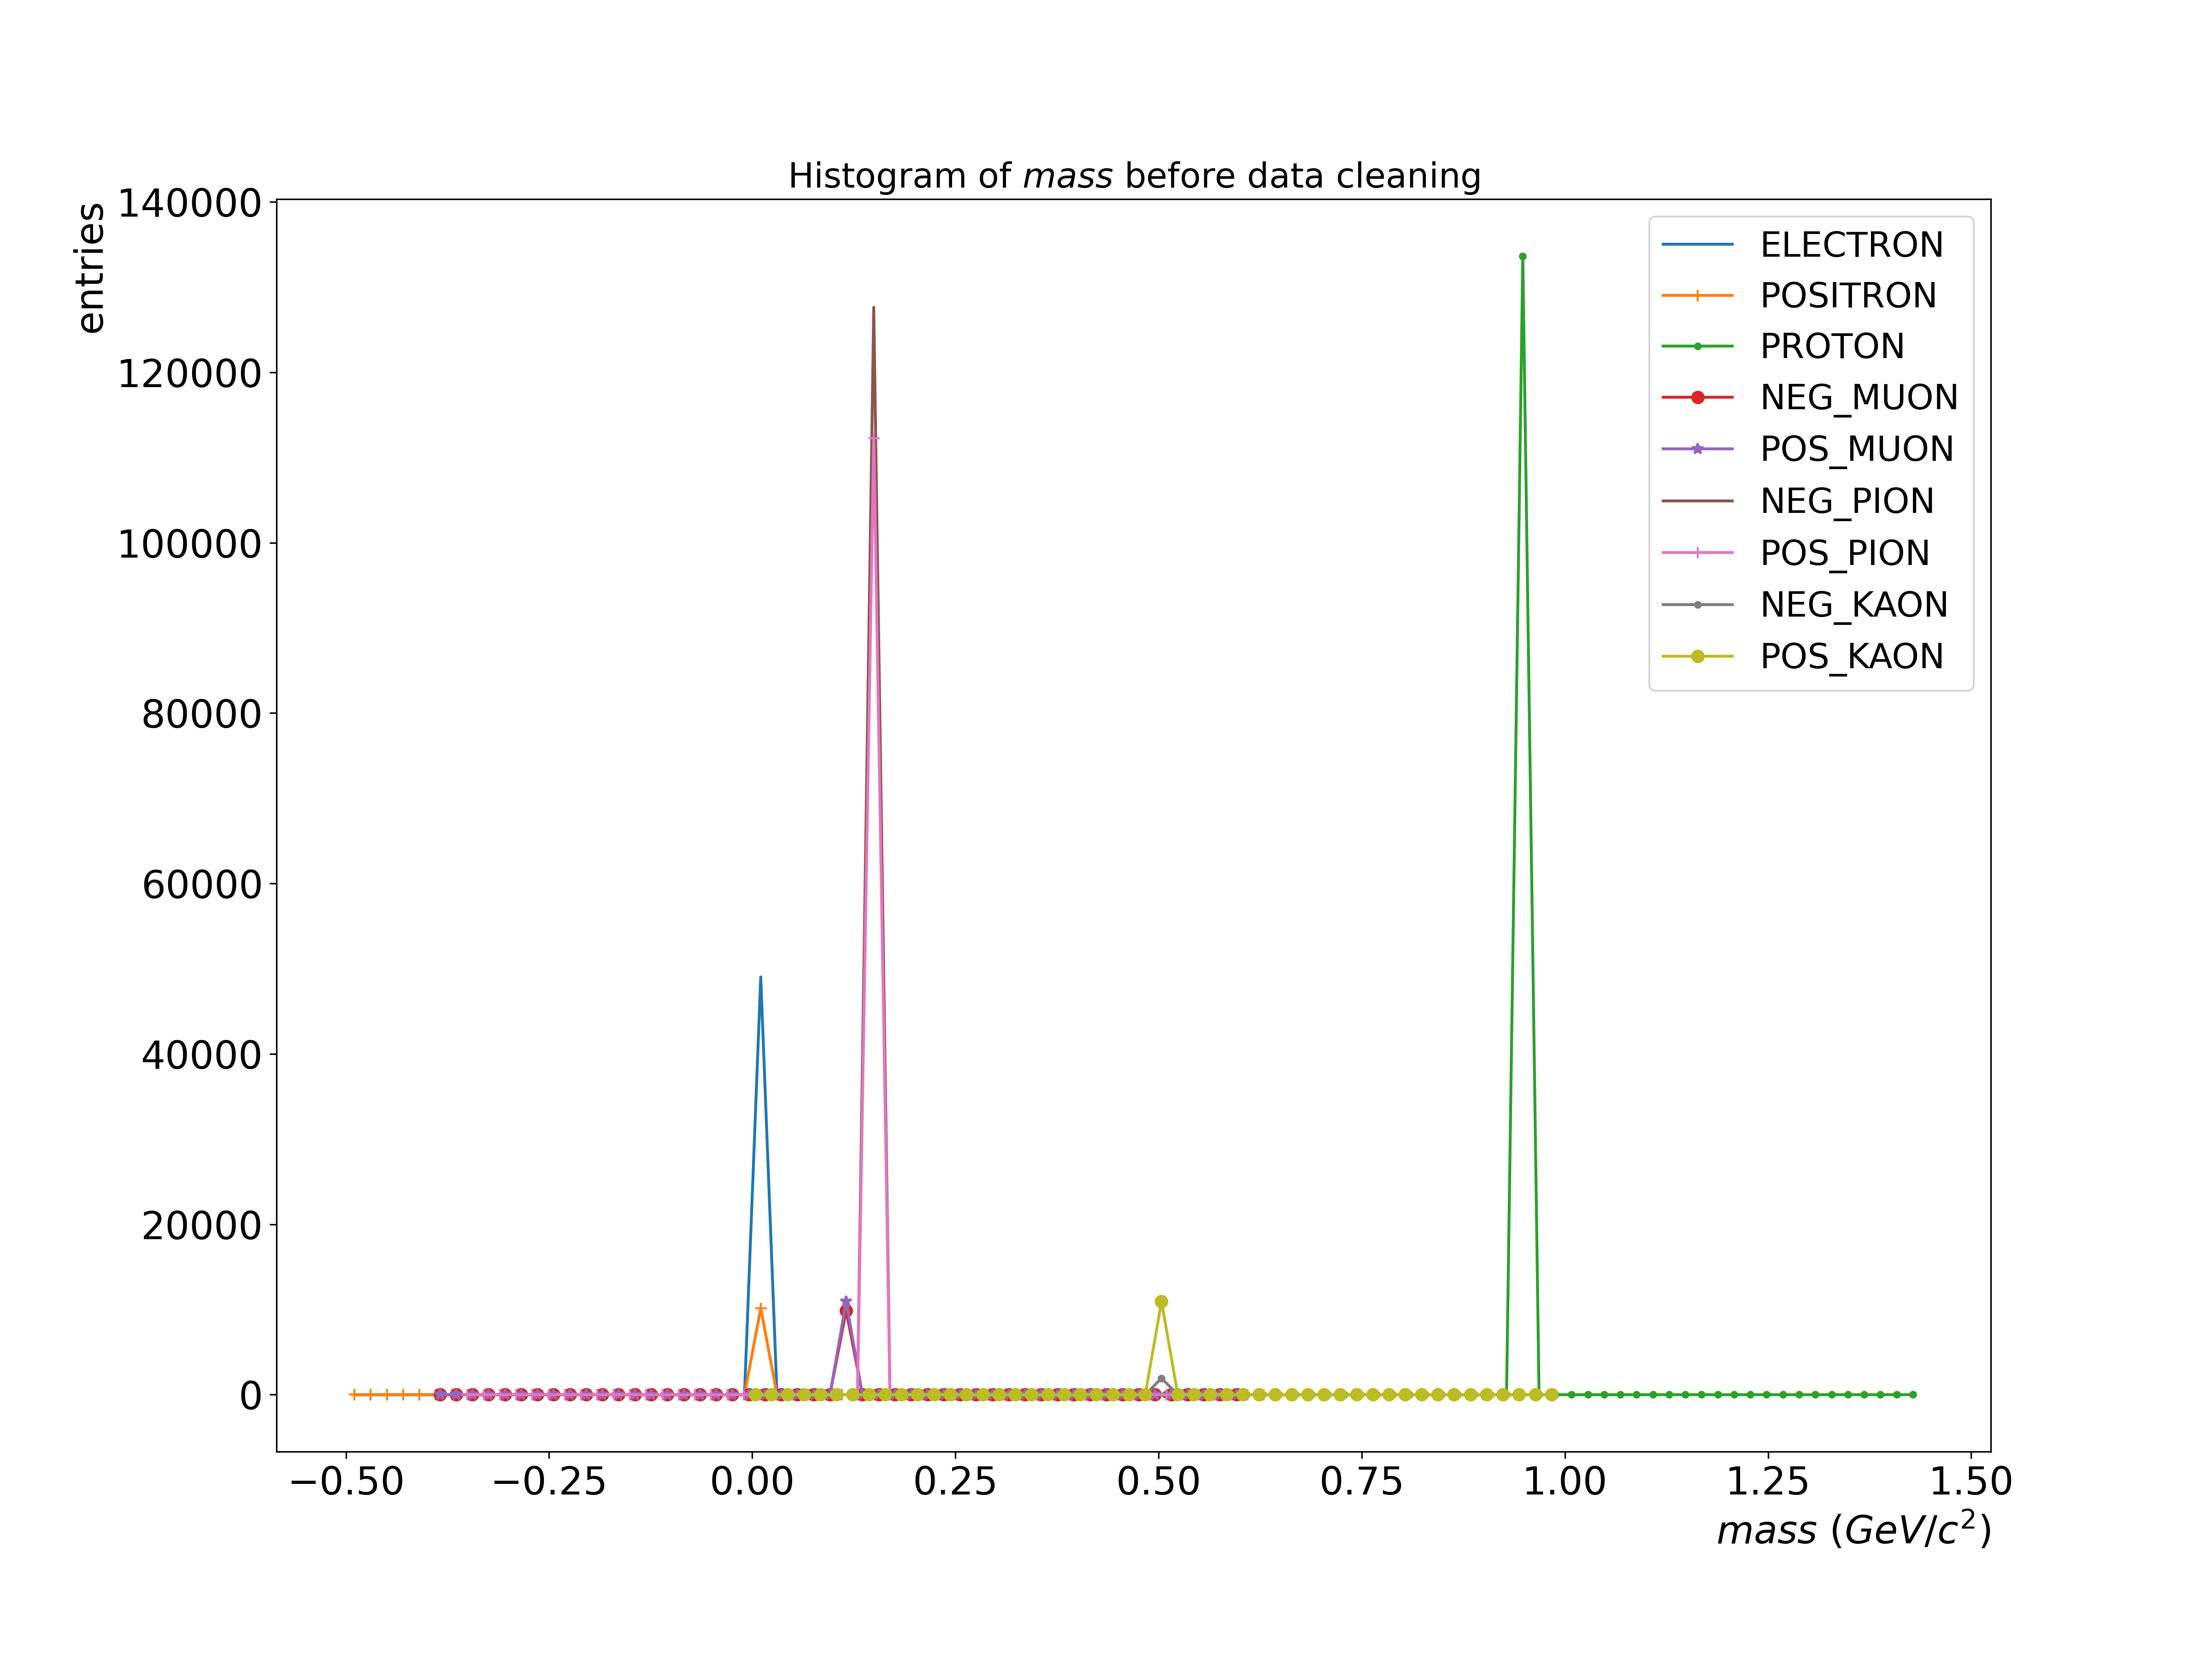 Histogram of mass before data cleaning
entries
140000
120000
100000
80000
60000
40000
20000
0
−0.50 −0.25 0.00 0.25 0.50 0.75 1.00 1.25 1.50
mass (GeV/c²)
ELECTRON
POSITRON
PROTON
NEG_MUON
POS_MUON
NEG_PION
POS_PION
NEG_KAON
POS_KAON